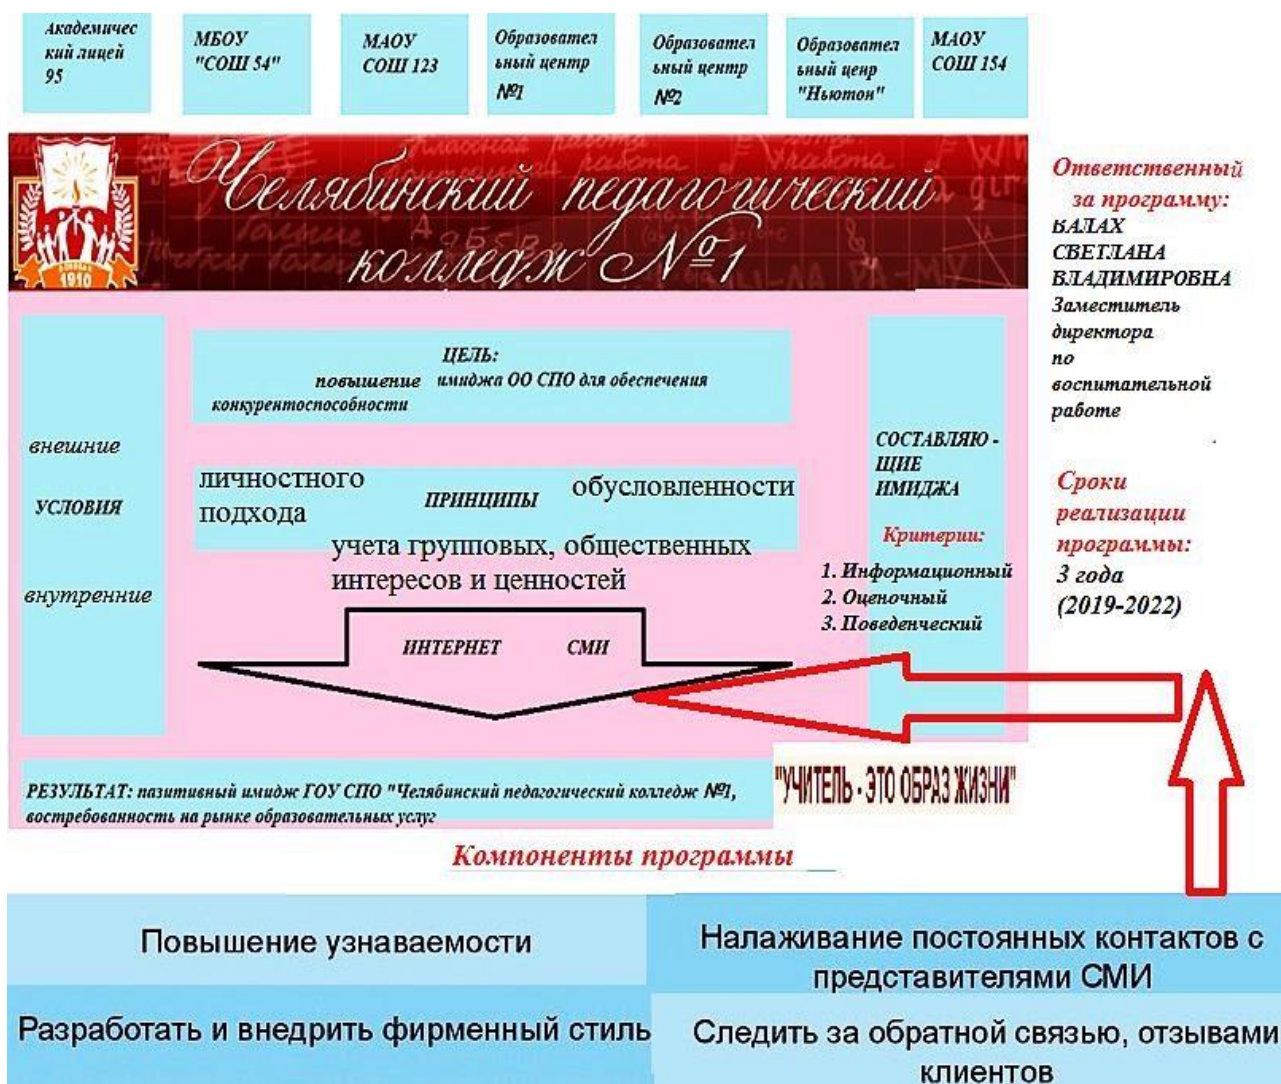 Академичес
кий лицей
95
МБОУ
"СОШ 54"
МАОУ
СОШ 123
Образовател
ьный центр
№1
Образовател
ьный центр
№2
Образовател
ьный ценр
"Ньютон"
МАОУ
СОШ 154
Челябинский педагогический
колледж №1
1910
Ответственный
за программу:
ВАЛАХ
СВЕТЛАНА
ВЛАДИМИРОВНА
Заместитель
директора
по
воспитательной
работе
Сроки
реализации
программы:
3 года
(2019-2022)
внешние
УСЛОВИЯ
внутренние
ЦЕЛЬ:
повышение имиджа ОО СПО для обеспечения
конкурентоспособности
личностного
подхода
ПРИНЦИПЫ
обусловленности
учета групповых, общественных
интересов и ценностей
ИНТЕРНЕТ СМИ
СОСТАВЛЯЮ -
ЩИЕ
ИМИДЖА
Критерии:
1. Информационный
2. Оценочный
3. Поведенческий
РЕЗУЛЬТАТ: пазитивный имидж ГОУ СПО "Челябинский педагогический колледж №1,
востребованность на рынке образовательных услуг
"УЧИТЕЛЬ - ЭТО ОБРАЗ ЖИЗНИ"
Компоненты программы
Повышение узнаваемости
Налаживание постоянных контактов с
представителями СМИ
Разработать и внедрить фирменный стиль
Следить за обратной связью, отзывами
клиентов